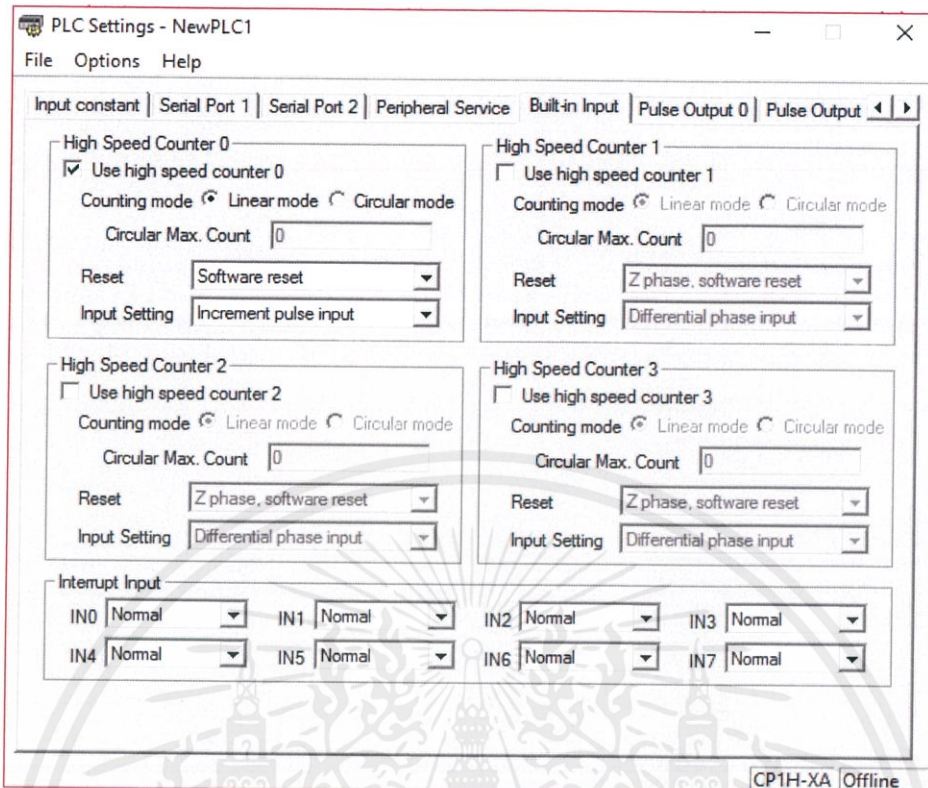 PLC Settings - NewPLC1
File Options Help
Input constant Serial Port 1 Serial Port 2 Peripheral Service Built-in Input Pulse Output 0 Pulse Output
High Speed Counter 0
Use high speed counter 0
Counting mode Linear mode Circular mode
Circular Max. Count 0
Reset Software reset
Input Setting Increment pulse input
High Speed Counter 1
Use high speed counter 1
Counting mode Linear mode Circular mode
Circular Max. Count 0
Reset Z phase, software reset
Input Setting Differential phase input
High Speed Counter 2
Use high speed counter 2
Counting mode Linear mode Circular mode
Circular Max. Count 0
Reset Z phase, software reset
Input Setting Differential phase input
High Speed Counter 3
Use high speed counter 3
Counting mode Linear mode Circular mode
Circular Max. Count 0
Reset Z phase, software reset
Input Setting Differential phase input
Interrupt Input
IN0 Normal IN1 Normal IN2 Normal IN3 Normal
IN4 Normal IN5 Normal IN6 Normal IN7 Normal
CP1H-XA Offline